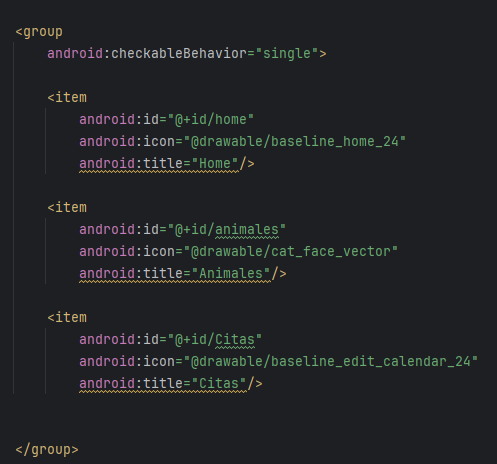 <group
android:checkableBehavior="single">
<item
android:id="@+id/home"
android:icon="@drawable/baseline_home_24"
android:title="Home"/>
<item
android:id="@+id/animales"
android:icon="@drawable/cat_face_vector"
android:title="Animales"/>
<item
android:id="@+id/Citas"
android:icon="@drawable/baseline_edit_calendar_24"
android:title="Citas"/>
</group>